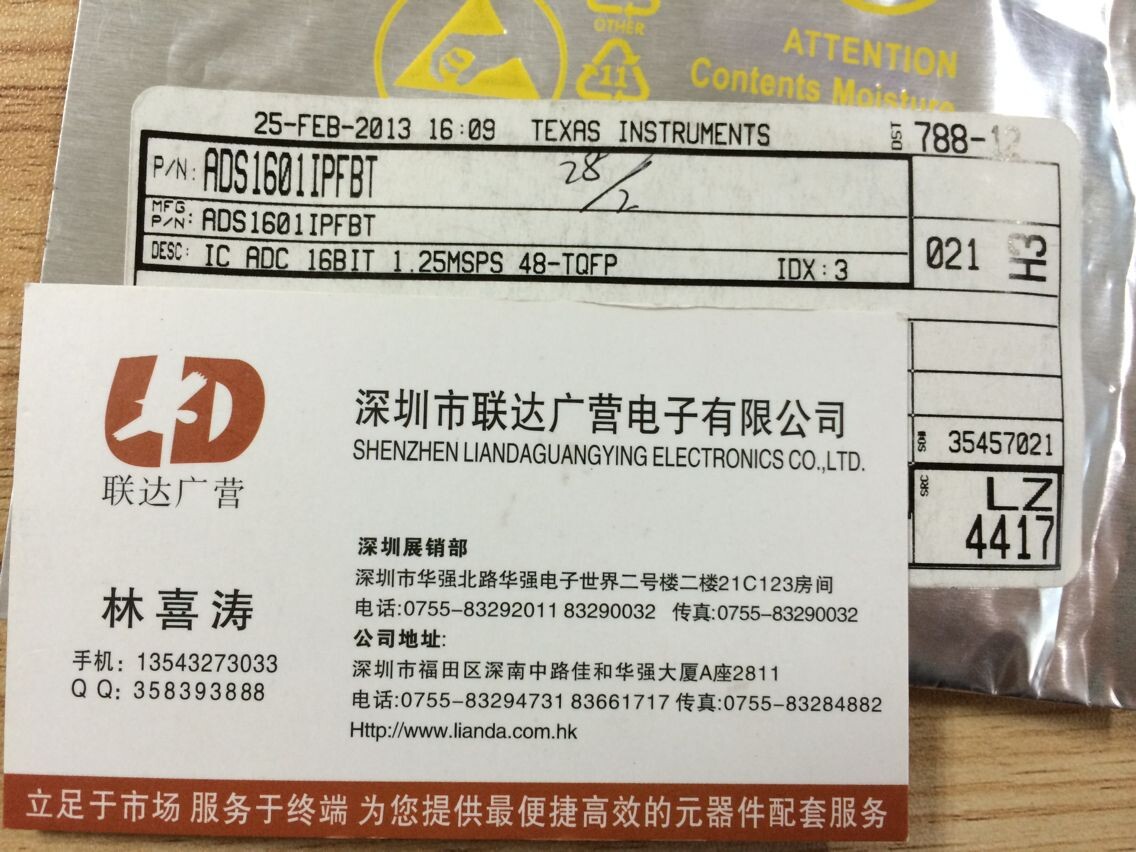 OTHER
11
ATTENTION
Contents Moisture
25-FEB-2013 16:09 TEXAS INSTRUMENTS
DST 788-12
P/N: ADS1601IPFBT
28/2
MFG P/N: ADS1601IPFBT
DESC: IC ADC 16BIT 1.25MSPS 48-TQFP IDX:3
021 H3
35457021
SRC LZ
4417
LD
联达广营
深圳市联达广营电子有限公司
SHENZHEN LIANDAGUANGYING ELECTRONICS CO.,LTD.
林喜涛
手机：13543273033
QQ：358393888
深圳展销部
深圳市华强北路华强电子世界二号楼二楼21C123房间
电话:0755-83292011 83290032 传真:0755-83290032
公司地址:
深圳市福田区深南中路佳和华强大厦A座2811
电话:0755-83294731 83661717 传真:0755-83284882
Http://www.lianda.com.hk
立足于市场 服务于终端 为您提供最便捷高效的元器件配套服务